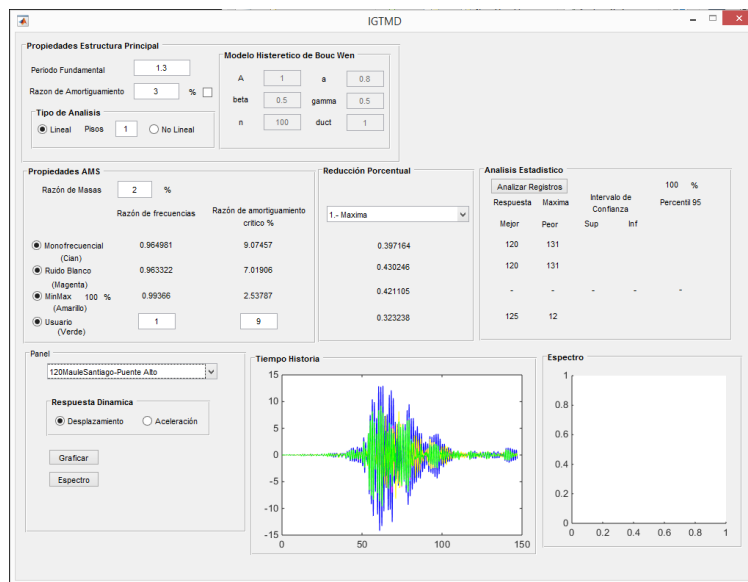 IGTMD
Propiedades Estructura Principal
Periodo Fundamental 1.3
Razon de Amortiguamiento 3 %
Tipo de Analisis
Lineal Pisos 1 No Lineal
Modelo Histeretico de Bouc Wen
A 1 a 0.8
beta 0.5 gamma 0.5
n 100 duct 1
Propiedades AMS
Razón de Masas 2 %
Razón de frecuencias Razón de amortiguamiento
critico %
Monofrecuencial 0.964981 9.07457
(Cian)
Ruido Blanco 0.963322 7.01906
(Magenta)
MinMax 100 % 0.99366 2.53787
(Amarillo)
Usuario 1 9
(Verde)
Reducción Porcentual
1.- Maxima
0.397164
0.430246
0.421105
0.323238
Analisis Estadistico
Analizar Registros 100 %
Respuesta Maxima Intervalo de Confianza Percentil 95
Mejor Peor Sup Inf
120 131
120 131
- - - - -
125 12
Panel
120MauleSantiago-Puente Alto
Respuesta Dinamica
Desplazamiento Aceleración
Graficar
Espectro
Tiempo Historia
15
10
5
0
-5
-10
-15
0 50 100 150
Espectro
1
0.8
0.6
0.4
0.2
0
0 0.2 0.4 0.6 0.8 1